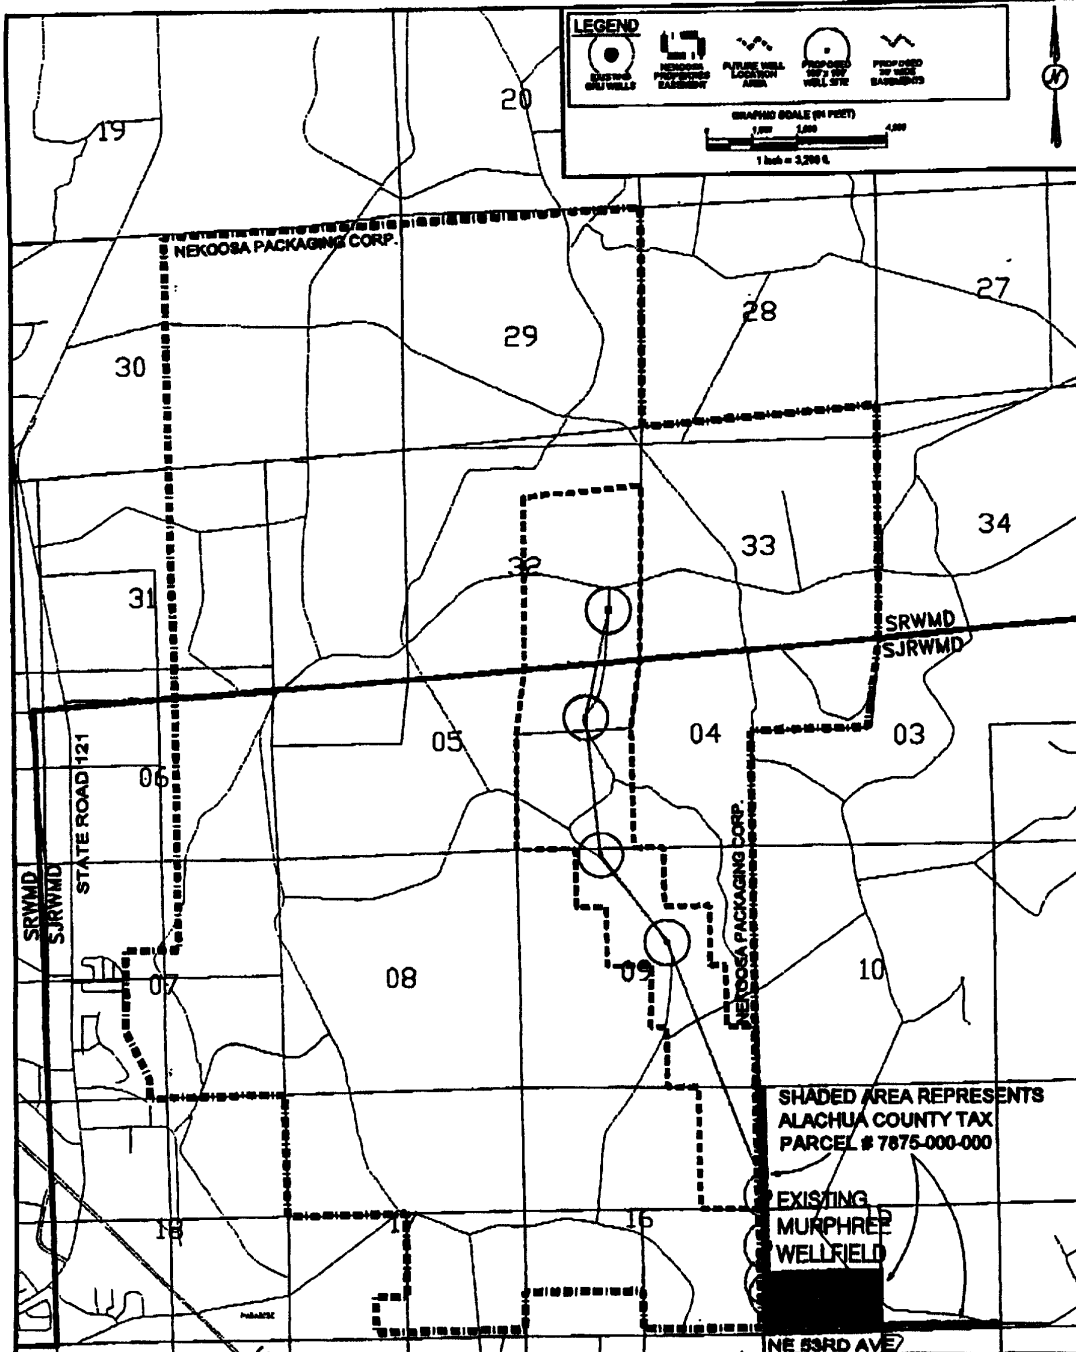 LEGEND
EXISTING
GRU WELLS
NEKOOSA
PROPERTIES
EASEMENT
FUTURE WELL
LOCATION
AREA
PROPOSED
WELL SITE
PROPOSED
EASEMENTS
GRAPHIC SCALE (IN FEET)
19
20
NEKOOSA PACKAGING CORP.
27
28
29
30
34
33
32
31
SRWMD
SJRWMD
03
04
05
06
STATE ROAD 121
NEKOOSA PACKAGING CORP.
SRWMD
SJRWMD
07
08
09
10
SHADED AREA REPRESENTS
ALACHUA COUNTY TAX
PARCEL # 7875-000-000
EXISTING
MURPHREE
WELLFIELD
16
18
NE 53RD AVE